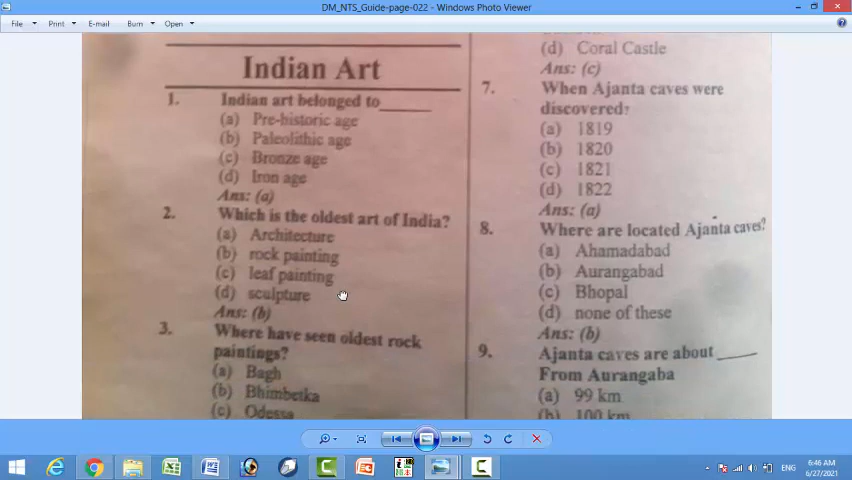 DM_NTS_Guide-page-022 - Windows Photo Viewer
File Print E-mail Burn Open
Indian Art
1. Indian art belonged to_____
(a) Pre-historic age
(b) Paleolithic age
(c) Bronze age
(d) Iron age
Ans: (a)
2. Which is the oldest art of India?
(a) Architecture
(b) rock painting
(c) leaf painting
(d) sculpture
Ans: (b)
3. Where have seen oldest rock
paintings?
(a) Bagh
(b) Bhimbetka
(c) Odessa
(d) Coral Castle
Ans: (c)
7. When Ajanta caves were
discovered?
(a) 1819
(b) 1820
(c) 1821
(d) 1822
Ans: (a)
8. Where are located Ajanta caves?
(a) Ahamadabad
(b) Aurangabad
(c) Bhopal
(d) none of these
Ans: (b)
9. Ajanta caves are about ____
From Aurangaba
(a) 99 km
(b) 100 km
ENG
6:46 AM
6/27/2021